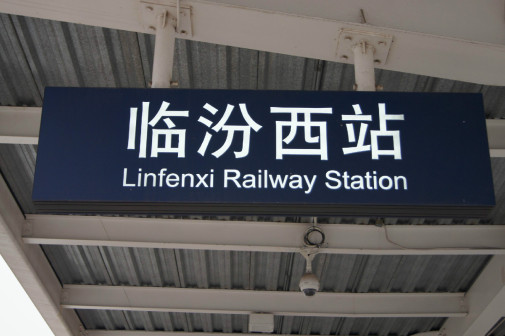 临汾西站
Linfenxi Railway Station